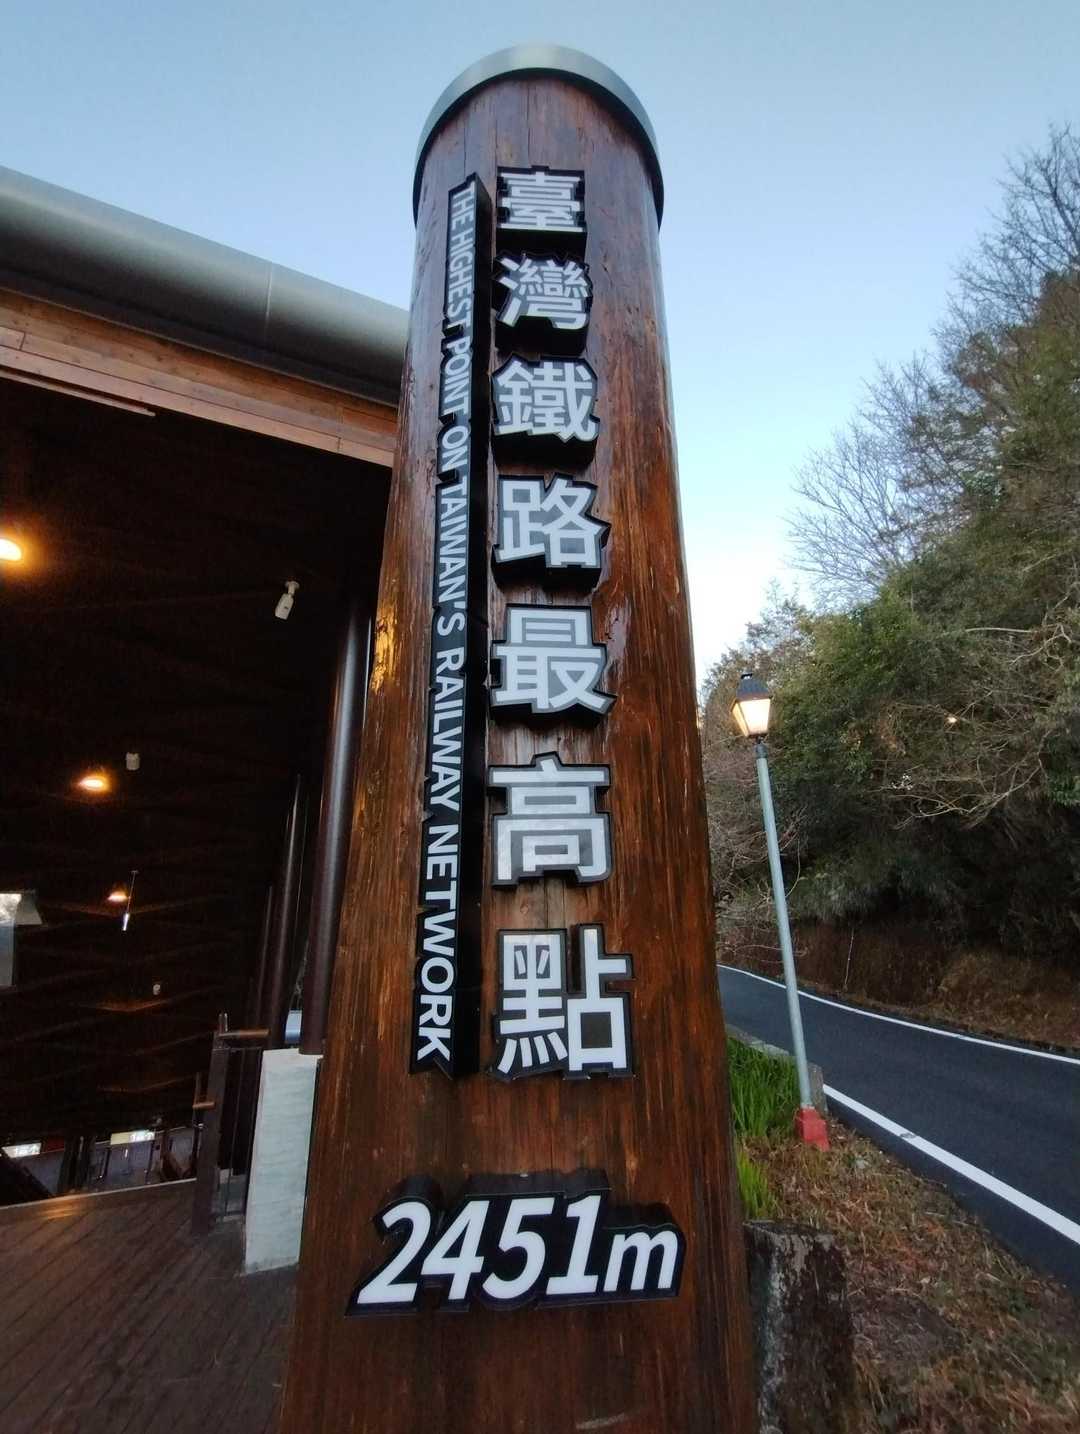 臺灣鐵路最高點
THE HIGHEST POINT ON TAIWAN'S RAILWAY NETWORK
2451m